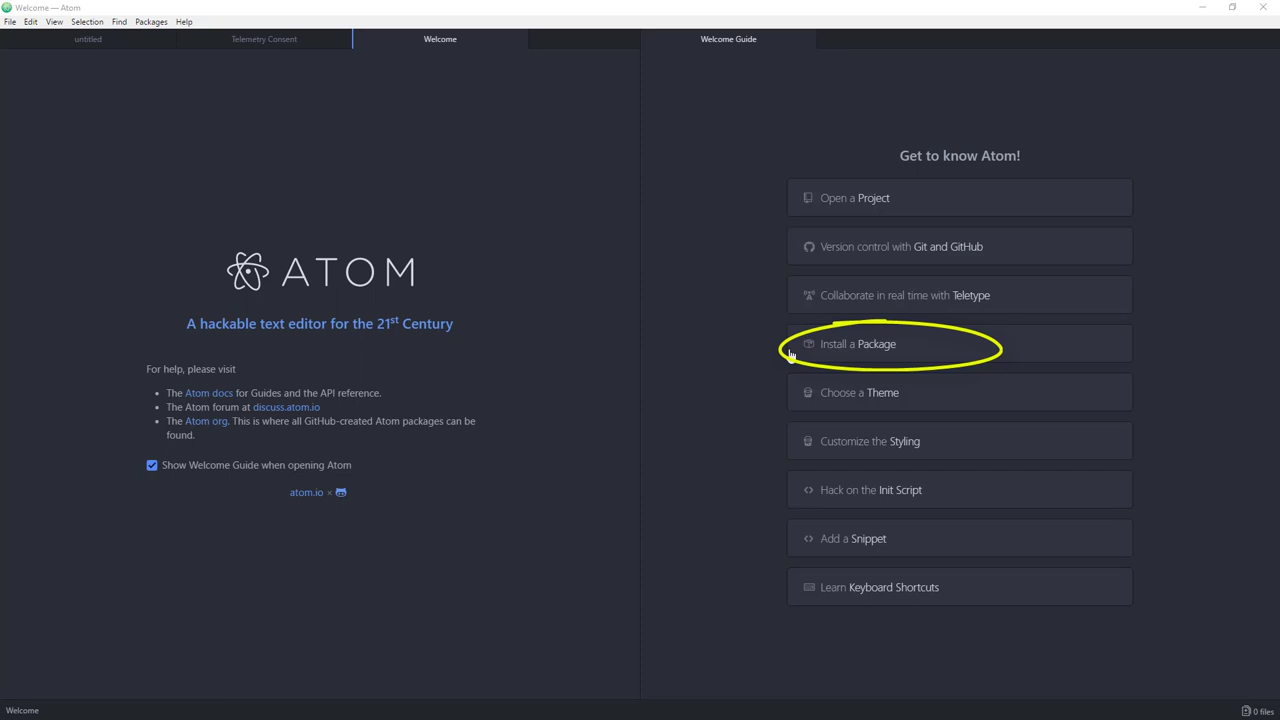 Welcome — Atom
File Edit View Selection Find Packages Help
untitled Telemetry Consent Welcome Welcome Guide
ATOM
A hackable text editor for the 21st Century
For help, please visit
• The Atom docs for Guides and the API reference.
• The Atom forum at discuss.atom.io
• The Atom org. This is where all GitHub-created Atom packages can be
found.
Show Welcome Guide when opening Atom
atom.io ×
Get to know Atom!
Open a Project
Version control with Git and GitHub
Collaborate in real time with Teletype
Install a Package
Choose a Theme
Customize the Styling
Hack on the Init Script
Add a Snippet
Learn Keyboard Shortcuts
Welcome 0 files